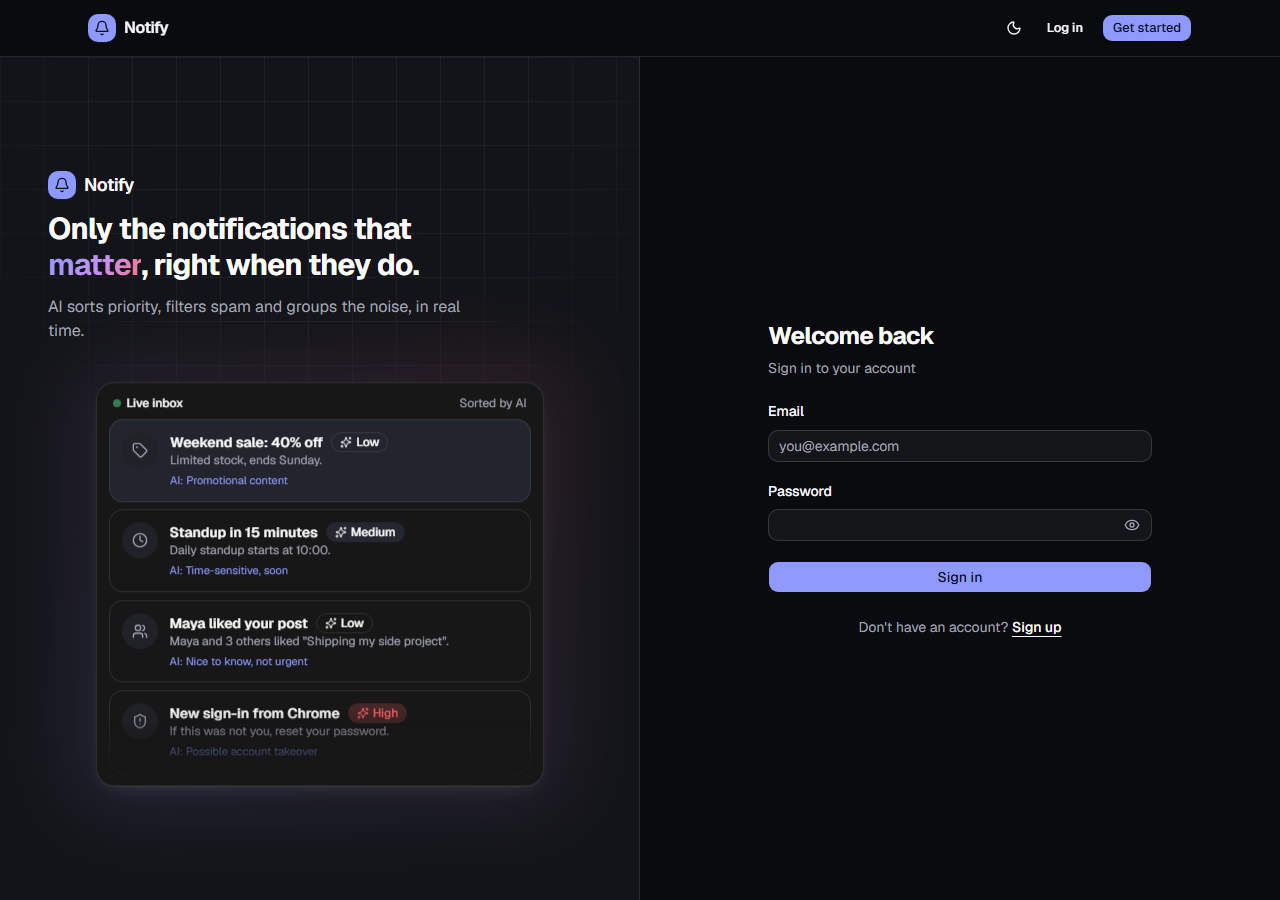 Notify
Log in
Get started
Notify
Only the notifications that
matter, right when they do.
AI sorts priority, filters spam and groups the noise, in real
time.
Live inbox
Sorted by AI
Weekend sale: 40% off
Low
Limited stock, ends Sunday.
AI: Promotional content
Standup in 15 minutes
Medium
Daily standup starts at 10:00.
AI: Time-sensitive, soon
Maya liked your post
Low
Maya and 3 others liked "Shipping my side project".
AI: Nice to know, not urgent
New sign-in from Chrome
High
If this was not you, reset your password.
AI: Possible account takeover
Welcome back
Sign in to your account
Email
you@example.com
Password
Sign in
Don't have an account? Sign up